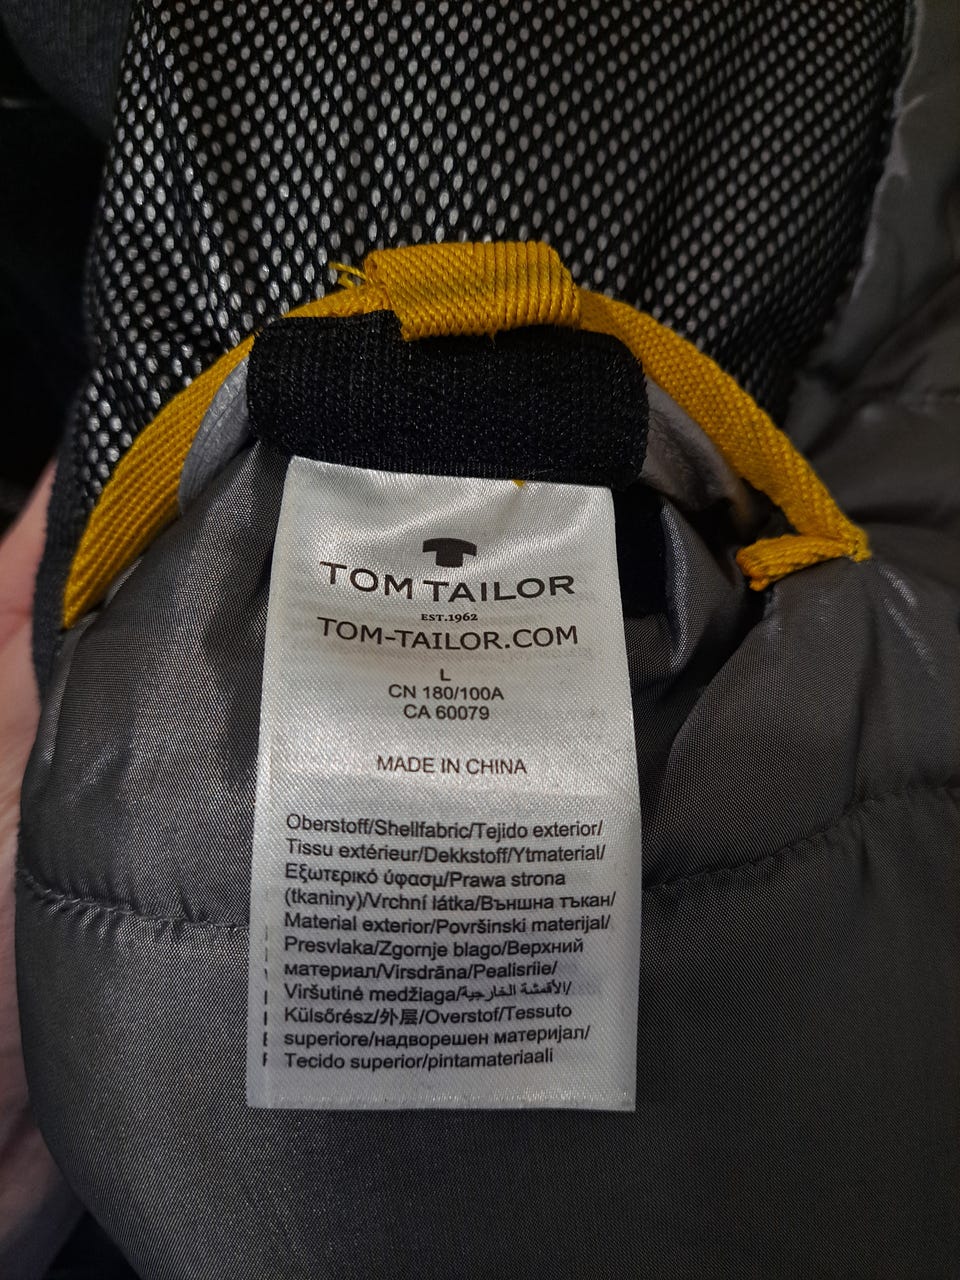 TOM TAILOR
EST.1962
TOM-TAILOR.COM
L
CN 180/100A
CA 60079
MADE IN CHINA
Oberstoff/Shellfabric/Tejido exterior/
Tissu extérieur/Dekkstoff/Ytmaterial/
Εξωτερικό ύφασμ/Prawa strona
(tkaniny)/Vrchní látka/Външна тъкан/
Material exterior/Površinski materijal/
Presvlaka/Zgornje blago/Верхний
материал/Virsdrāna/Pealisriie/
Viršutinė medžiaga/الأقمشة الخارجية/
Külsőrész/外层/Overstof/Tessuto
superiore/надворешен материјал/
Tecido superior/pintamateriaali